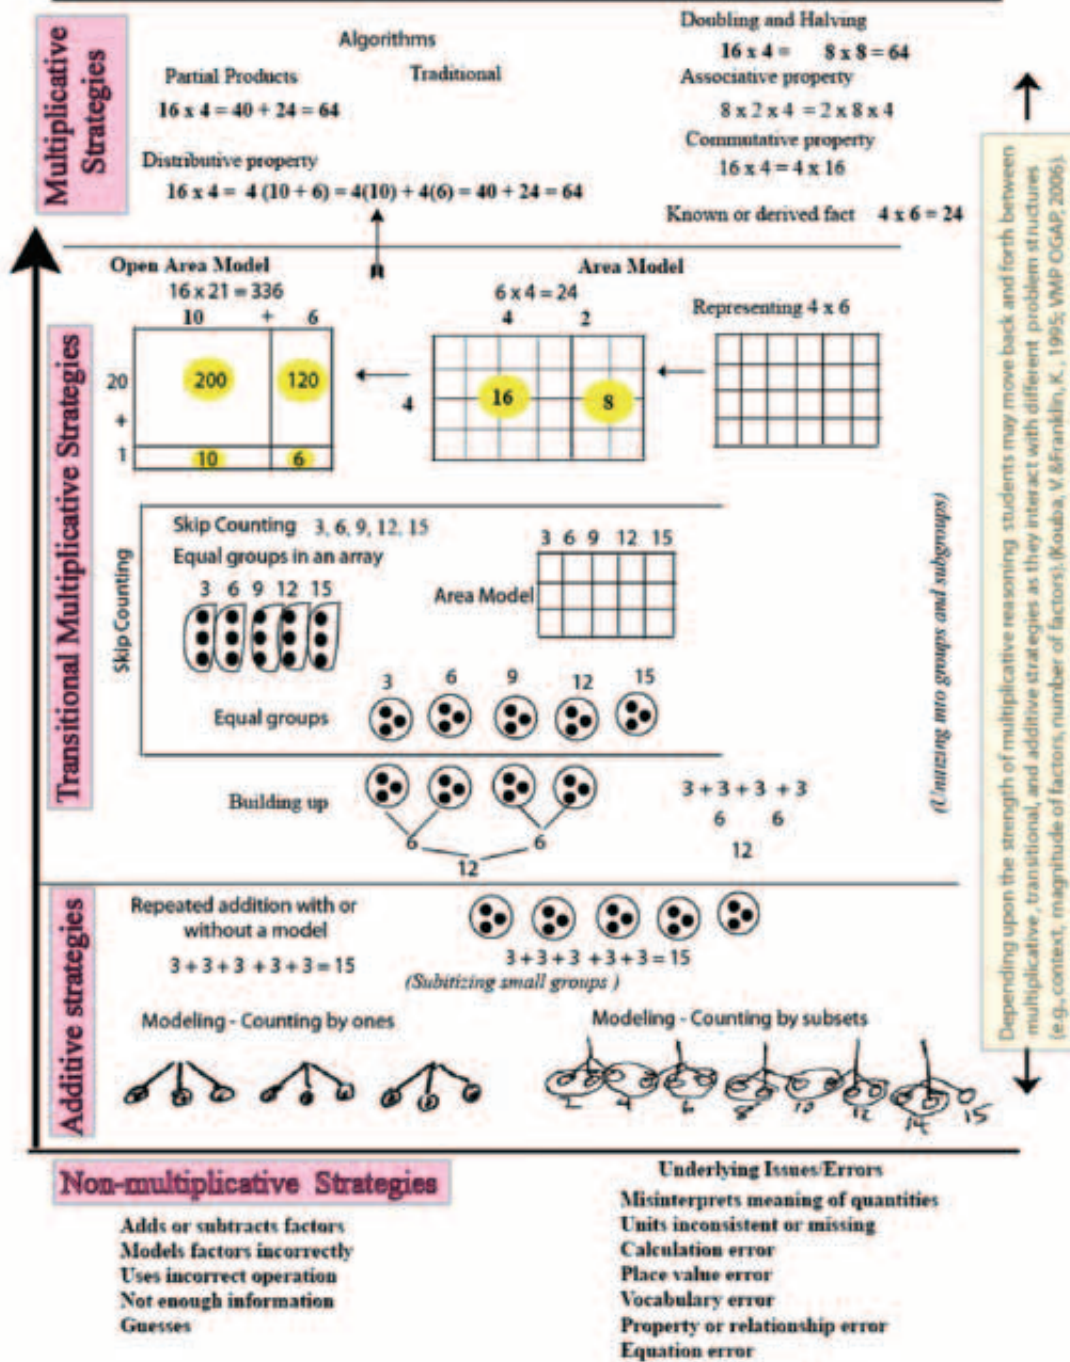 Multiplicative
Strategies
Algorithms
Partial Products
Traditional
16 x 4 = 40 + 24 = 64
Distributive property
16 x 4 = 4 (10 + 6) = 4(10) + 4(6) = 40 + 24 = 64
Doubling and Halving
16 x 4 = 8 x 8 = 64
Associative property
8 x 2 x 4 = 2 x 8 x 4
Commutative property
16 x 4 = 4 x 16
Known or derived fact 4 x 6 = 24
Transitional Multiplicative Strategies
Open Area Model
16 x 21 = 336
10 + 6
20
+
1
200
120
10
6
Area Model
6 x 4 = 24
4 2
4
16
8
Representing 4 x 6
Skip Counting
Skip Counting 3, 6, 9, 12, 15
Equal groups in an array
3 6 9 12 15
Area Model
3 6 9 12 15
Equal groups
3 6 9 12 15
Building up
6 6
12
3 + 3 + 3 + 3
6 6
12
(Unitizing into groups and subgroups)
Additive strategies
Repeated addition with or
without a model
3 + 3 + 3 + 3 + 3 = 15
3 + 3 + 3 + 3 + 3 = 15
(Subitizing small groups )
Modeling - Counting by ones
Modeling - Counting by subsets
2 4 6 8 10 12 14 15
Depending upon the strength of multiplicative reasoning students may move back and forth between
multiplicative, transitional, and additive strategies as they interact with different problem structures
(e.g., context, magnitude of factors, number of factors).(Kouba, V.&Franklin, K , 1995; VMP OGAP, 2006).
Non-multiplicative Strategies
Adds or subtracts factors
Models factors incorrectly
Uses incorrect operation
Not enough information
Guesses
Underlying Issues/Errors
Misinterprets meaning of quantities
Units inconsistent or missing
Calculation error
Place value error
Vocabulary error
Property or relationship error
Equation error